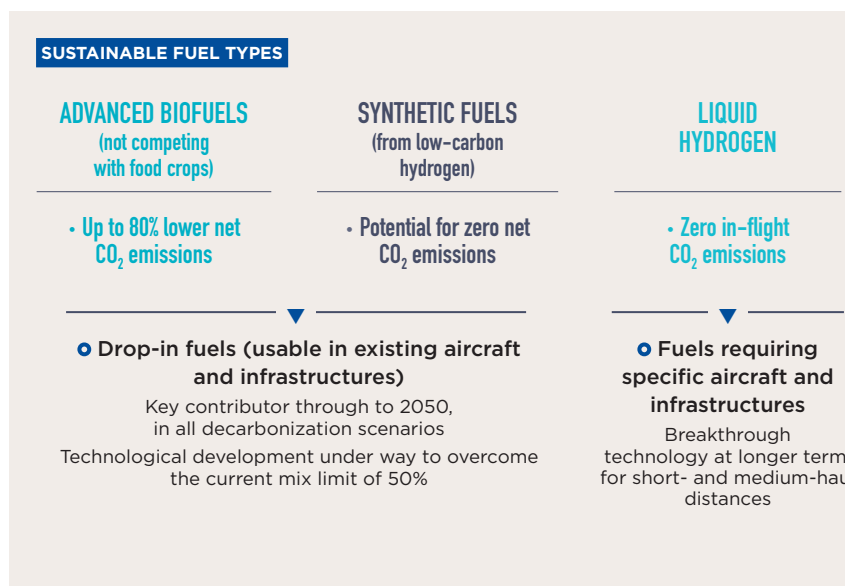 SUSTAINABLE FUEL TYPES
ADVANCED BIOFUELS
(not competing
with food crops)
• Up to 80% lower net
CO₂ emissions
SYNTHETIC FUELS
(from low-carbon
hydrogen)
• Potential for zero net
CO₂ emissions
LIQUID
HYDROGEN
• Zero in-flight
CO₂ emissions
Drop-in fuels (usable in existing aircraft
and infrastructures)
Key contributor through to 2050,
in all decarbonization scenarios
Technological development under way to overcome
the current mix limit of 50%
Fuels requiring
specific aircraft and
infrastructures
Breakthrough
technology at longer term
for short- and medium-hau
distances